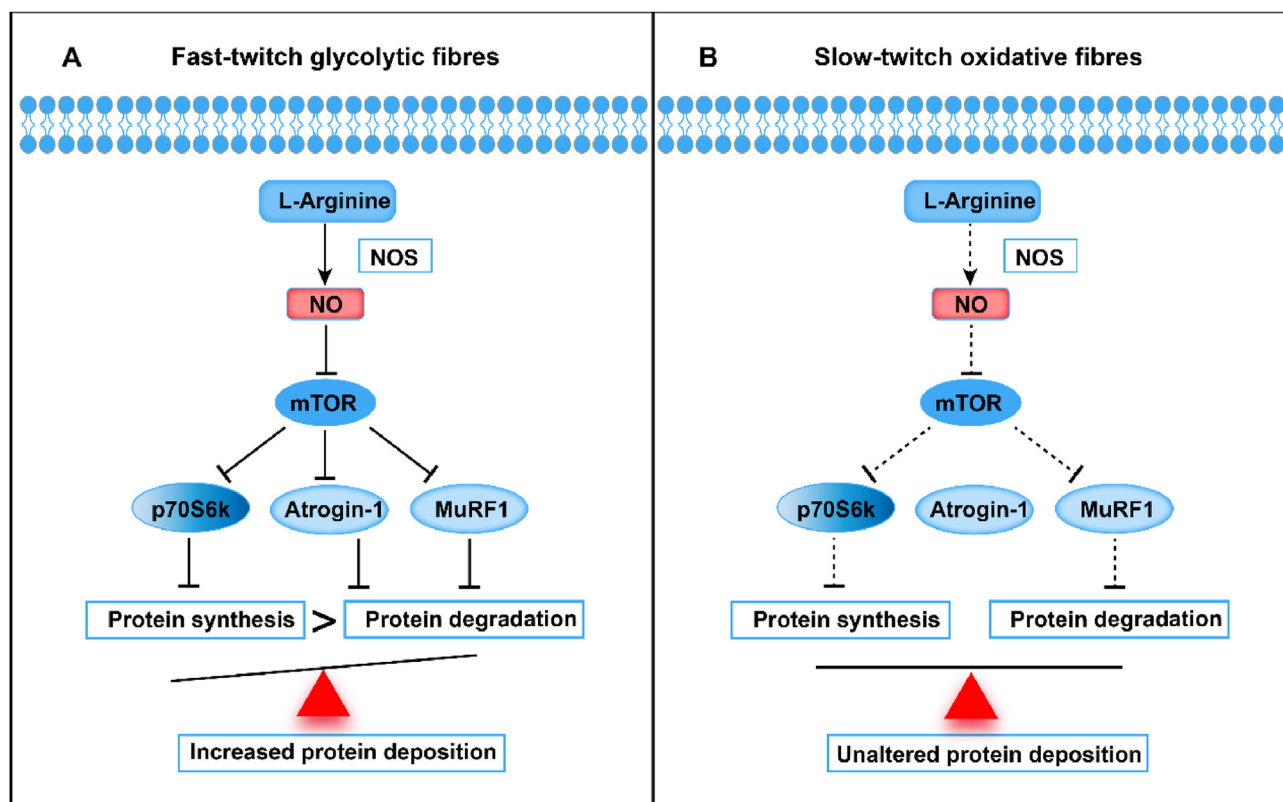 A
Fast-twitch glycolytic fibres
L-Arginine
NOS
NO
mTOR
p70S6k
Atrogin-1
MuRF1
Protein synthesis
>
Protein degradation
Increased protein deposition
B
Slow-twitch oxidative fibres
L-Arginine
NOS
NO
mTOR
p70S6k
Atrogin-1
MuRF1
Protein synthesis
Protein degradation
Unaltered protein deposition